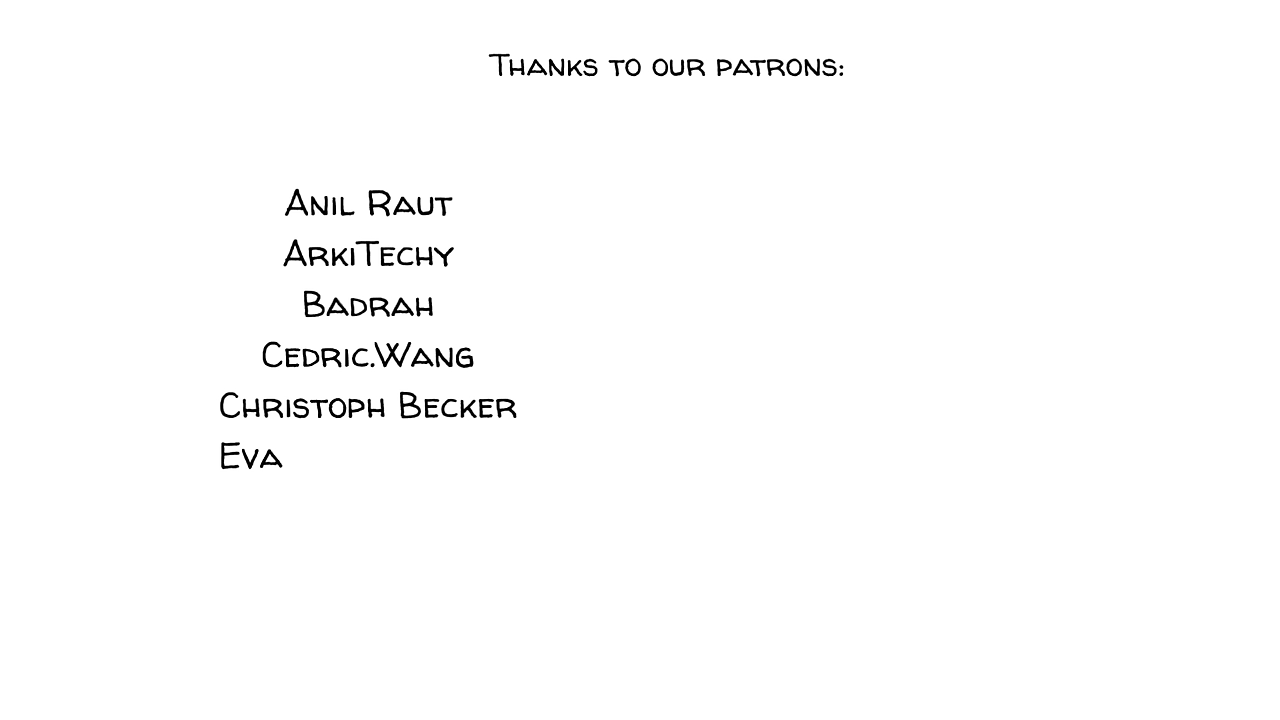 Thanks to our patrons:
Anil Raut
ArkiTechy
Badrah
Cedric.Wang
Christoph Becker
Eva